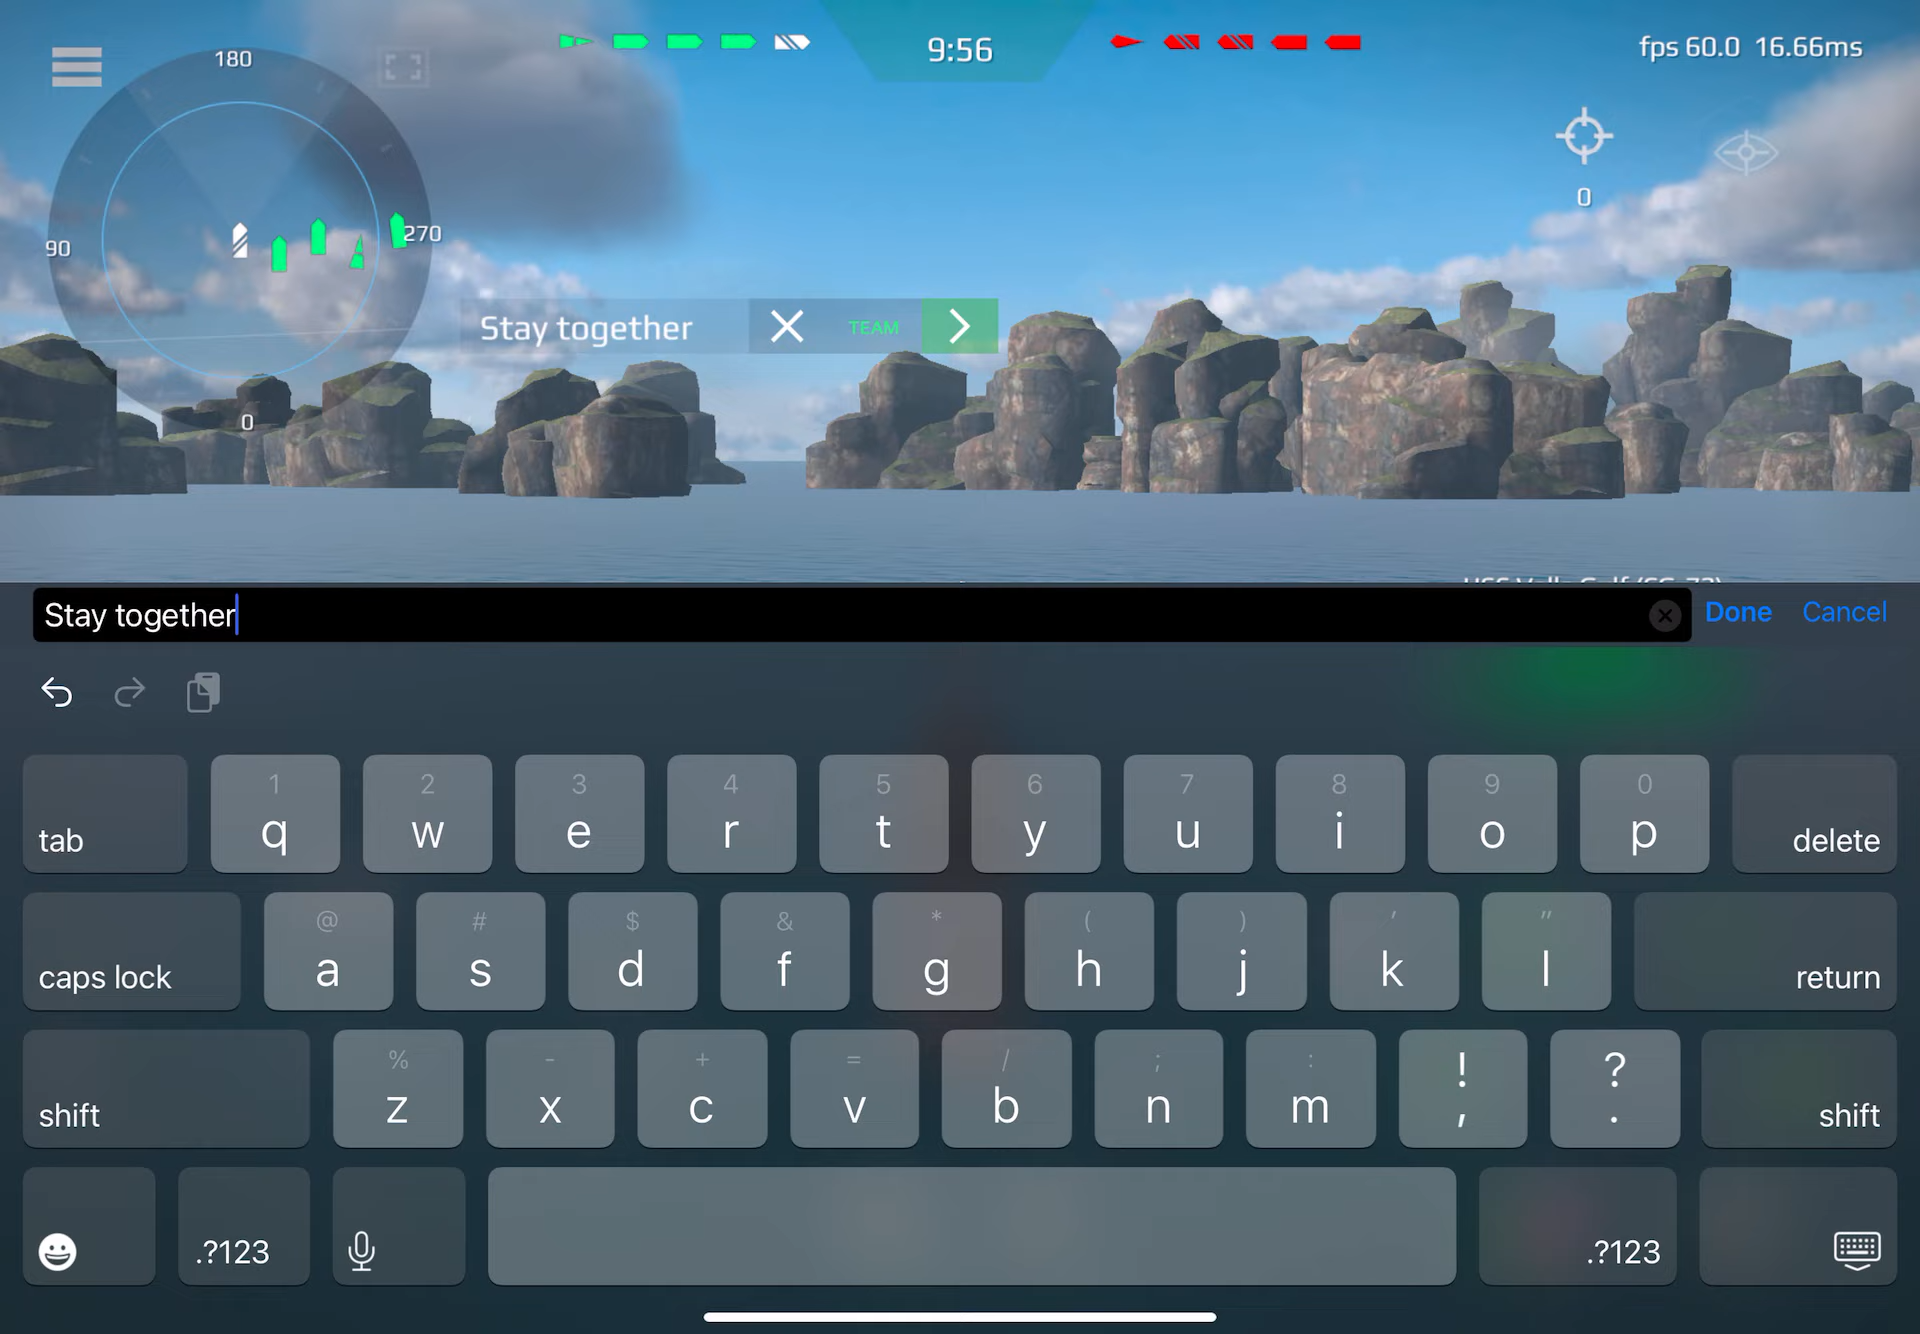 180
9:56
fps 60.0 16.66ms
0
90
270
Stay together
TEAM
0
Stay together
Done
Cancel
tab
1 2 3 4 5 6 7 8 9 0
q w e r t y u i o p
delete
@ # $ & * ( ) ' "
caps lock
a s d f g h j k l
return
% - + = / ; : ! ?
shift
z x c v b n m , .
shift
.?123
.?123